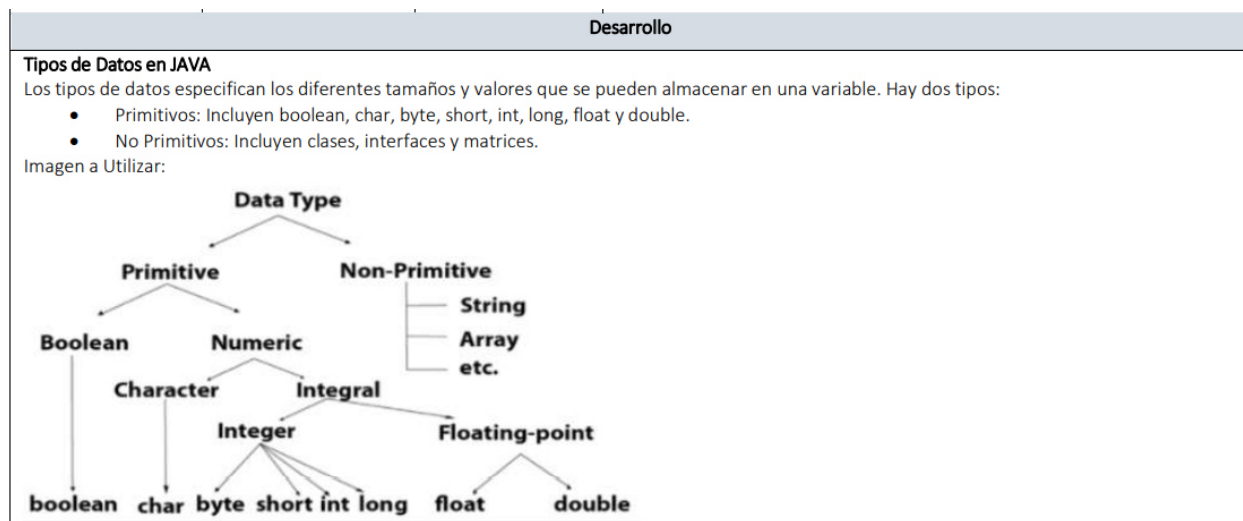 Desarrollo
Tipos de Datos en JAVA
Los tipos de datos especifican los diferentes tamaños y valores que se pueden almacenar en una variable. Hay dos tipos:
• Primitivos: Incluyen boolean, char, byte, short, int, long, float y double.
• No Primitivos: Incluyen clases, interfaces y matrices.
Imagen a Utilizar:
Data Type
Primitive Non-Primitive
String
Boolean Numeric Array
etc.
Character Integral
Integer Floating-point
boolean char byte short int long float double